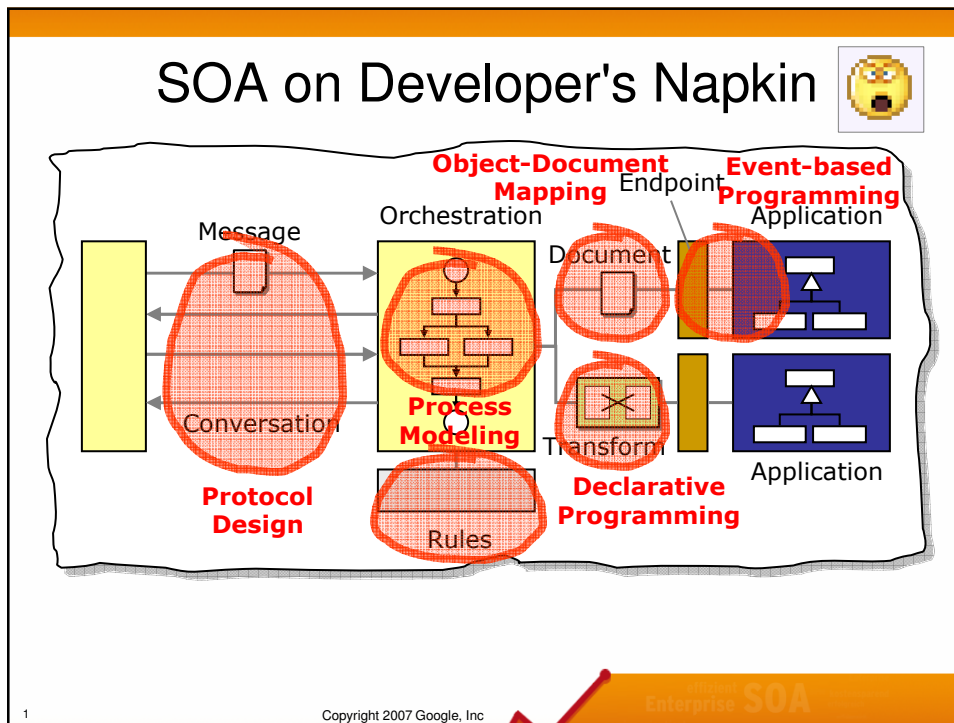 SOA on Developer's Napkin
Object-Document
Mapping
Endpoint
Event-based
Programming
Message
Orchestration
Application
Document
Conversation
Process
Modeling
Transform
Application
Protocol
Design
Declarative
Programming
Rules
1
Copyright 2007 Google, Inc
efficient
Enterprise SOA